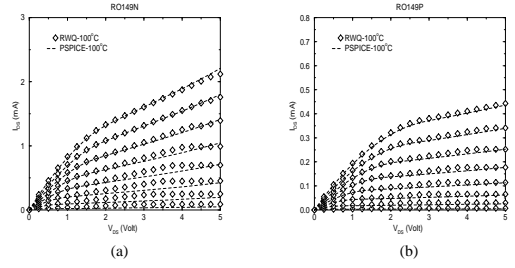 RO149N
3
2
1
0
0
1
2
3
4
5
I_DS (mA)
V_DS (Volt)
RWQ-100°C
PSPICE-100°C
(a)
RO149P
0.8
0.7
0.6
0.5
0.4
0.3
0.2
0.1
0.0
0
1
2
3
4
5
I_DS (mA)
V_DS (Volt)
RWQ-100°C
PSPICE-100°C
(b)